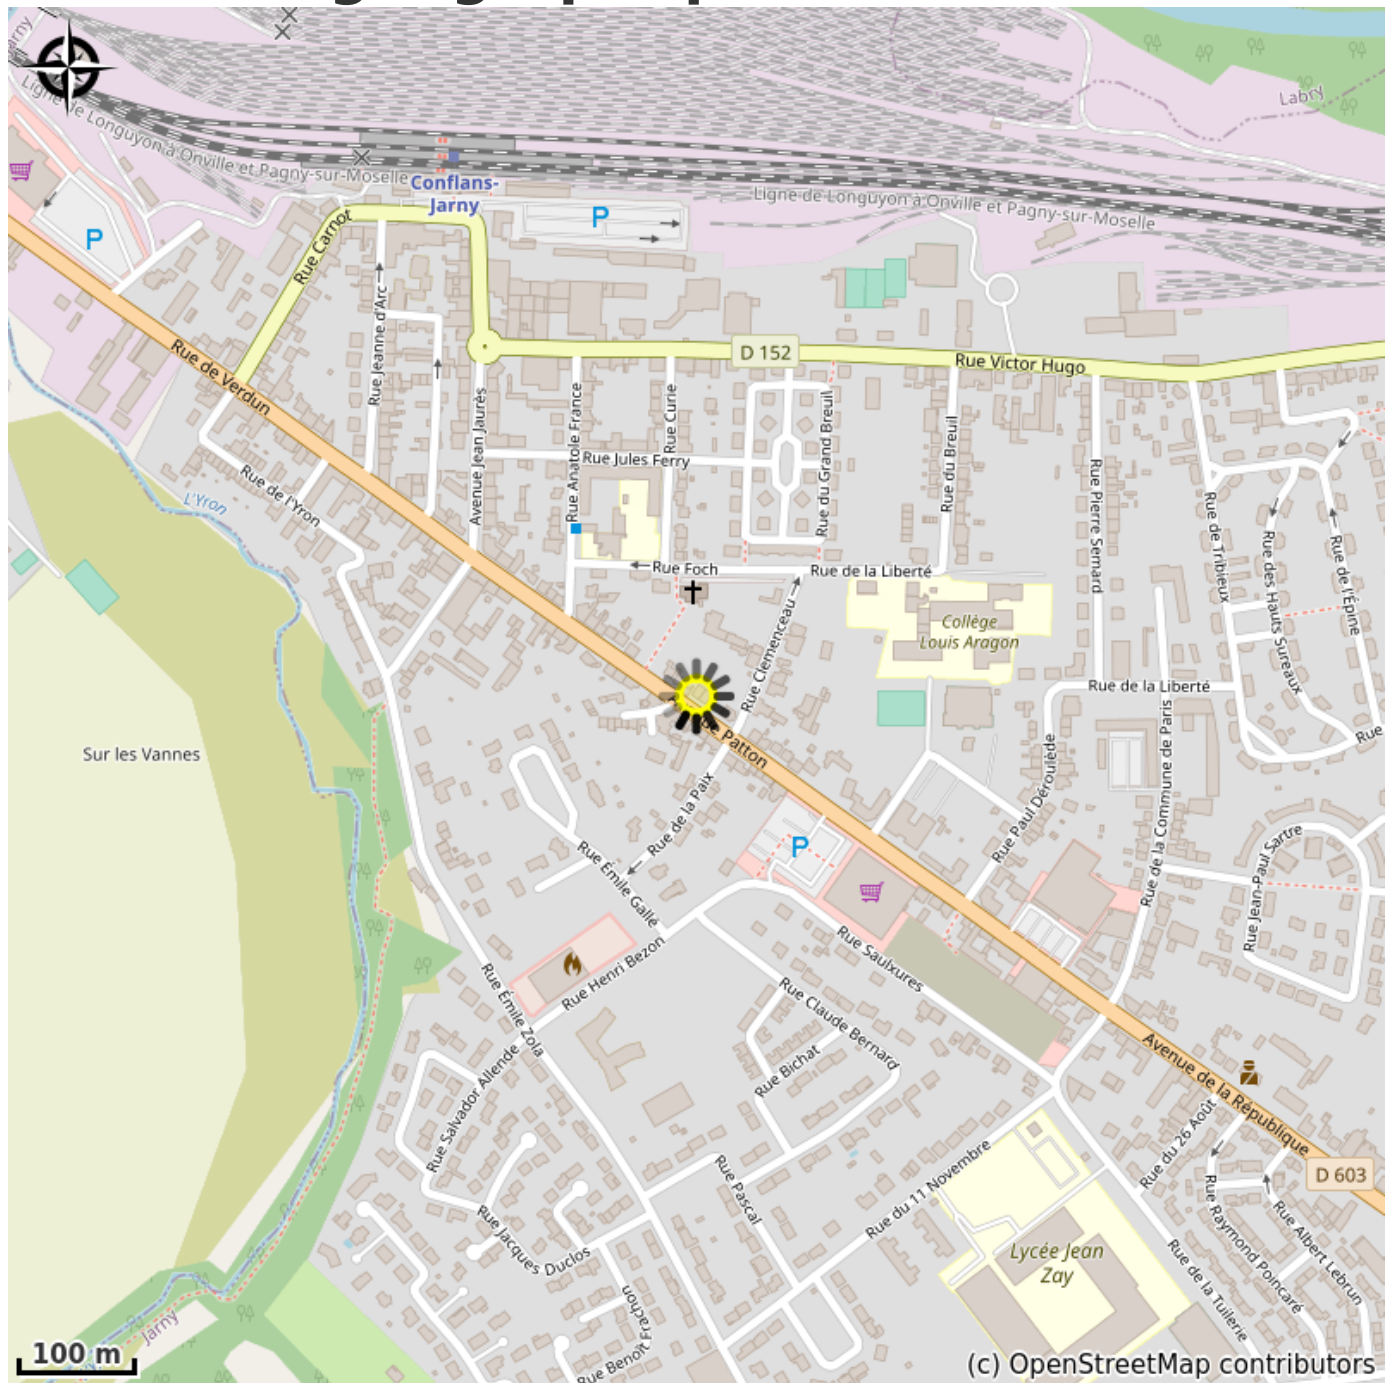 Jarny
Labry
Ligne de Longuyon à Onville et Pagny-sur-Moselle
Conflans-
Jarny
P
Ligne de Longuyon à Onville et Pagny-sur-Moselle
P
Rue Carnot
Rue Jeanne d'Arc
D 152
Rue Victor Hugo
Rue de Verdun
Avenue Jean Jaurès
Rue Anatole France
Rue Curie
Rue Jules Ferry
Rue du Grand Breuil
Rue du Breuil
Rue Pierre Semard
Rue de Tribieux
Rue des Hauts Sureaux
Rue de l'Épine
Rue de l'Yron
L'Yron
Rue Foch
Rue de la Liberté
Rue Clemenceau
Collège
Louis Aragon
Rue de la Liberté
Rue
Patton
Sur les Vannes
Rue de la Paix
Rue Paul Déroulède
Rue de la Commune de Paris
Rue Jean-Paul Sartre
P
Rue Émile Gallé
Rue Saulxures
Rue Henri Bezon
Rue Émile Zola
Rue Claude Bernard
Rue Bichat
Avenue de la République
Rue Salvador Allende
Rue du 26 Août
D 603
Rue Pascal
Rue du 11 Novembre
Rue Jacques Duclos
Rue Raymond Poincaré
Rue Albert Lebrun
Lycée Jean
Zay
Rue de la Tuilerie
Rue Benoît Frachon
Jarny
100 m
(c) OpenStreetMap contributors